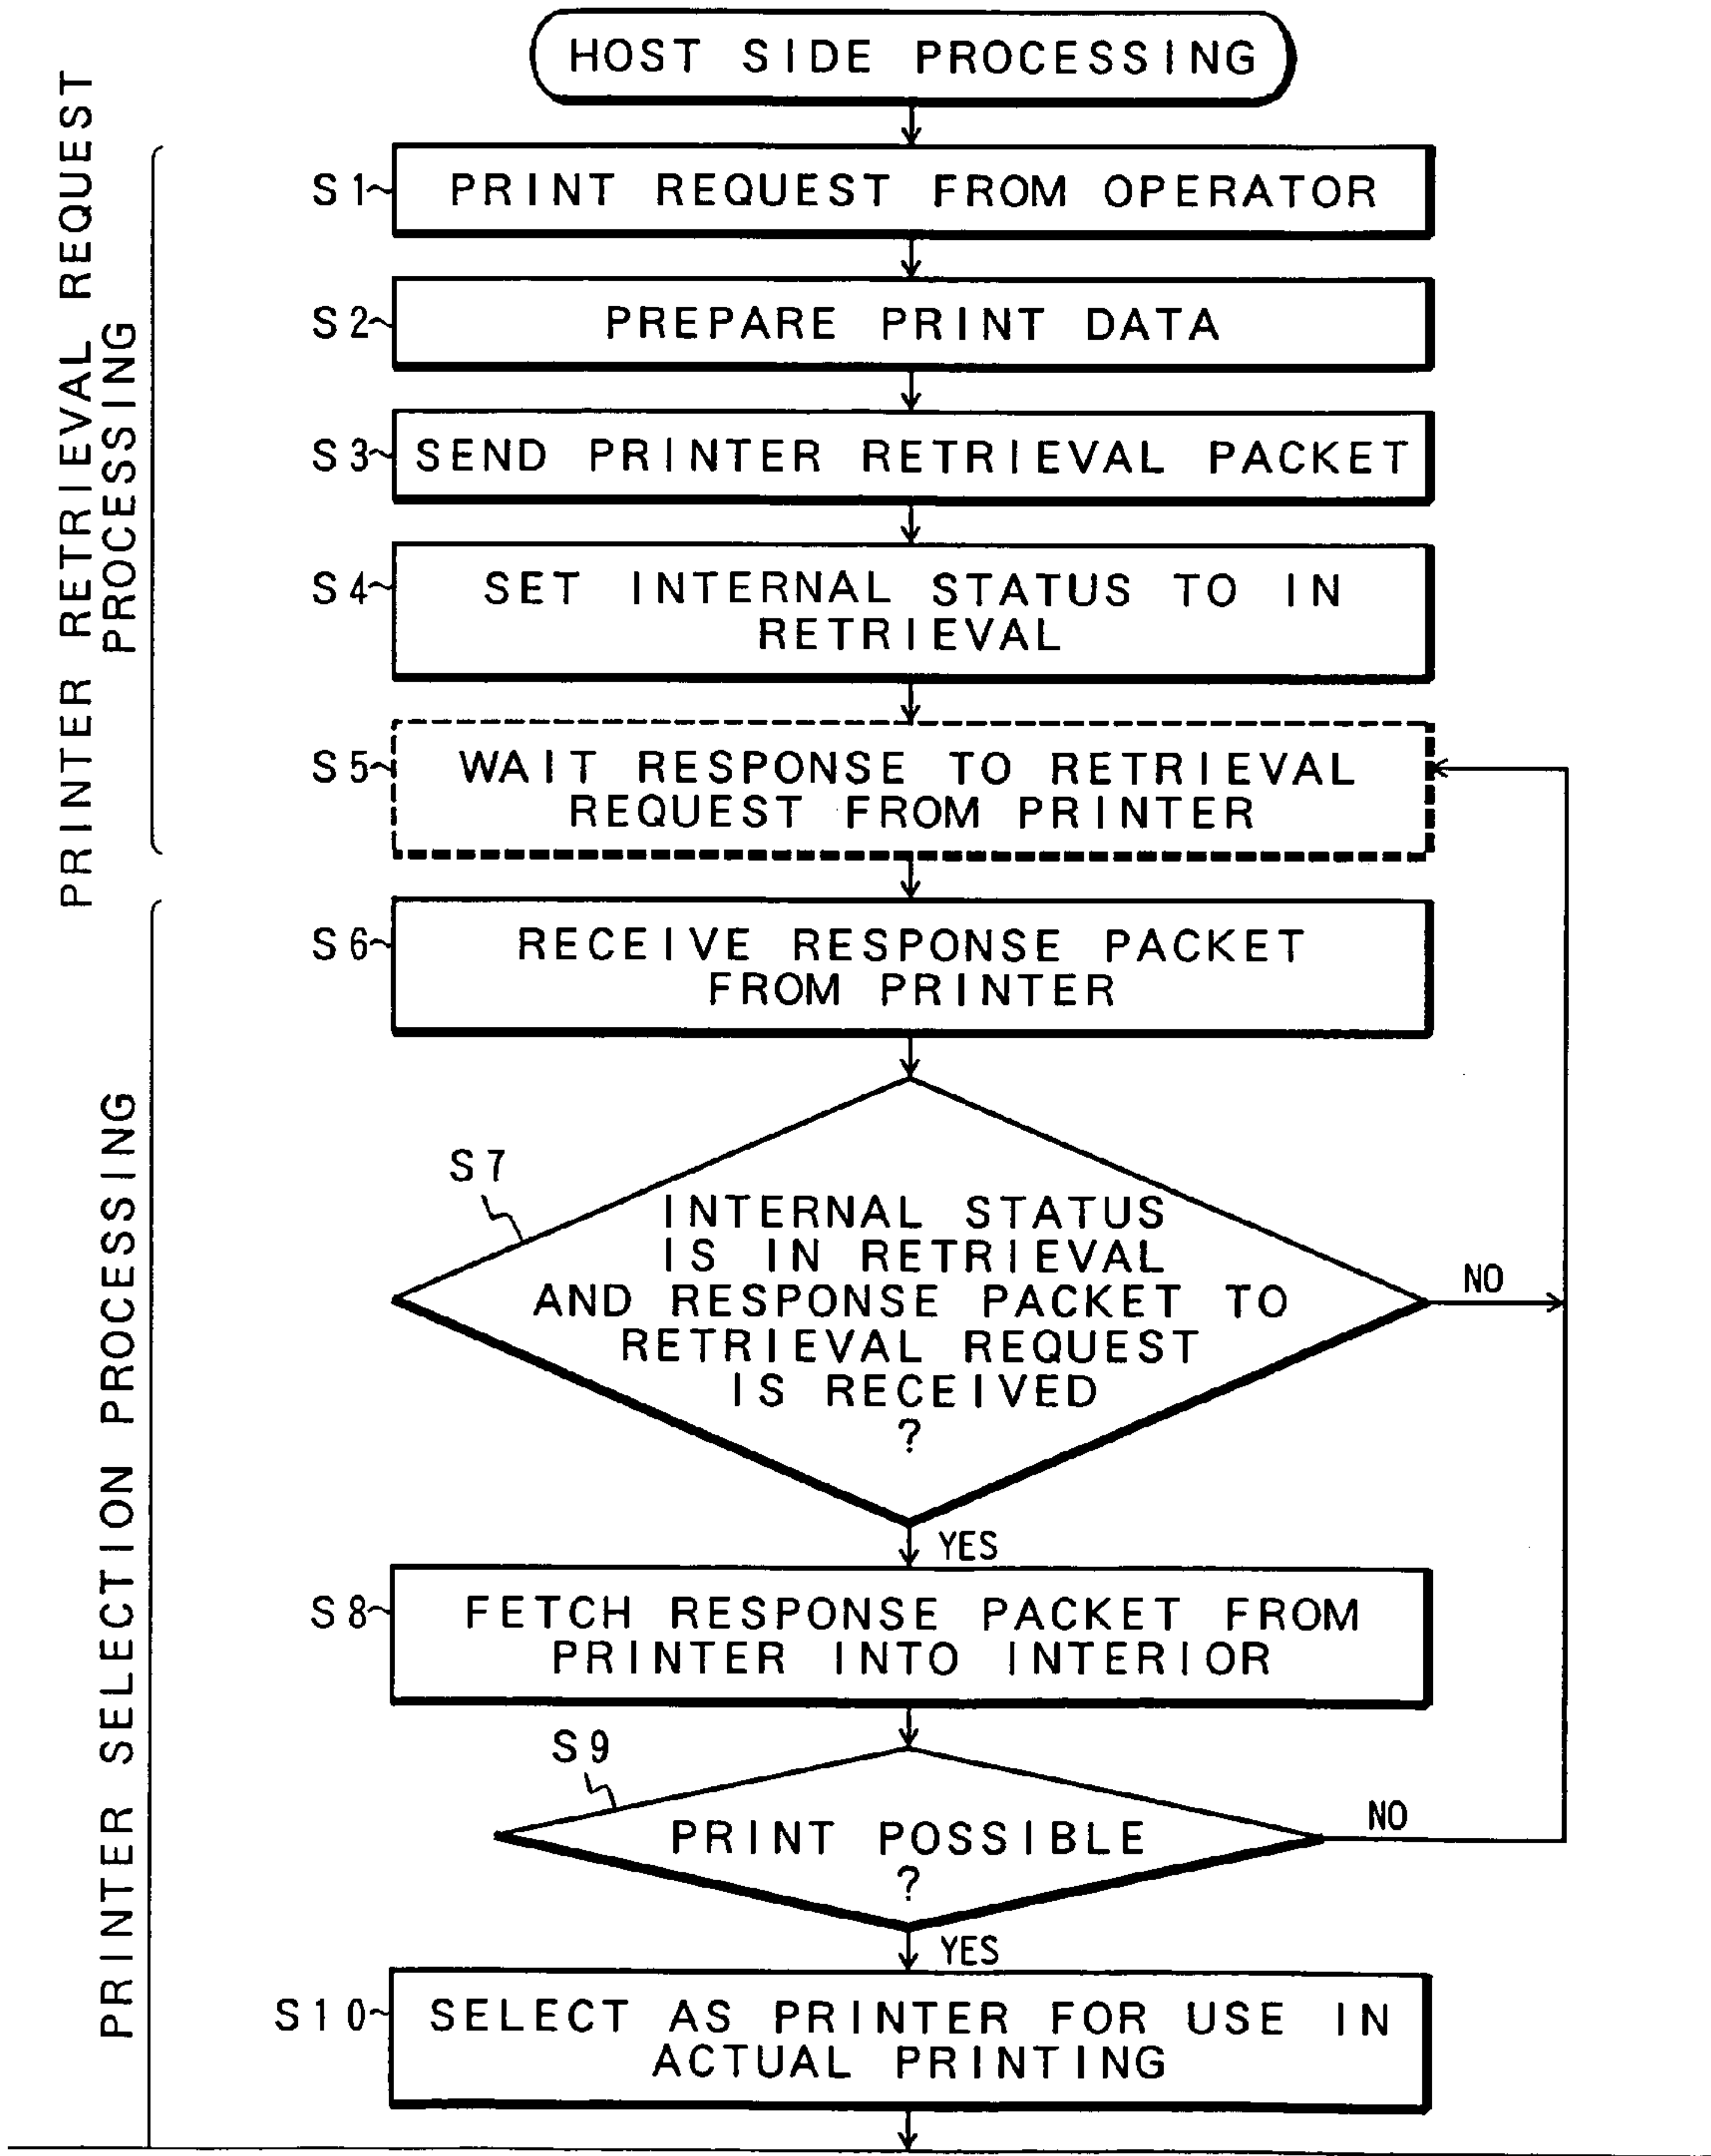 HOST SIDE PROCESSING
PRINTER RETRIEVAL REQUEST
PROCESSING
S1
PRINT REQUEST FROM OPERATOR
S2
PREPARE PRINT DATA
S3
SEND PRINTER RETRIEVAL PACKET
S4
SET INTERNAL STATUS TO IN
RETRIEVAL
S5
WAIT RESPONSE TO RETRIEVAL
REQUEST FROM PRINTER
PRINTER SELECTION PROCESSING
S6
RECEIVE RESPONSE PACKET
FROM PRINTER
S7
INTERNAL STATUS
IS IN RETRIEVAL
AND RESPONSE PACKET TO
RETRIEVAL REQUEST
IS RECEIVED
?
NO
YES
S8
FETCH RESPONSE PACKET FROM
PRINTER INTO INTERIOR
S9
PRINT POSSIBLE
?
NO
YES
S10
SELECT AS PRINTER FOR USE IN
ACTUAL PRINTING